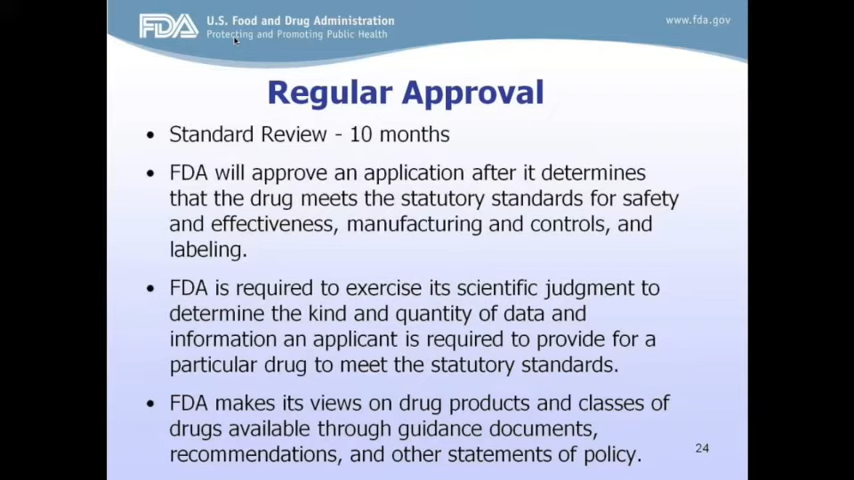 FDA U.S. Food and Drug Administration
Protecting and Promoting Public Health
www.fda.gov
Regular Approval
• Standard Review - 10 months
• FDA will approve an application after it determines
that the drug meets the statutory standards for safety
and effectiveness, manufacturing and controls, and
labeling.
• FDA is required to exercise its scientific judgment to
determine the kind and quantity of data and
information an applicant is required to provide for a
particular drug to meet the statutory standards.
• FDA makes its views on drug products and classes of
drugs available through guidance documents,
recommendations, and other statements of policy.
24